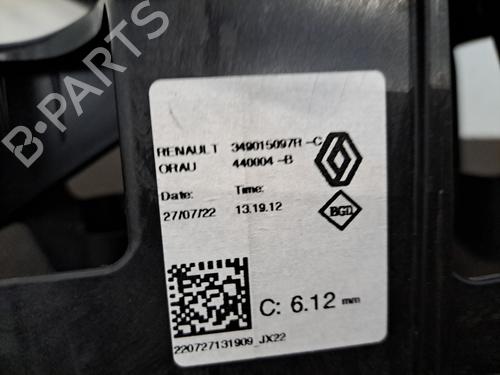 RENAULT 349015097R -C
ORAU 440004 -B
Date: Time:
27/07/22 13.19.12
BGD
C: 6.12 mm
220727131909_JX22
B-PARTS